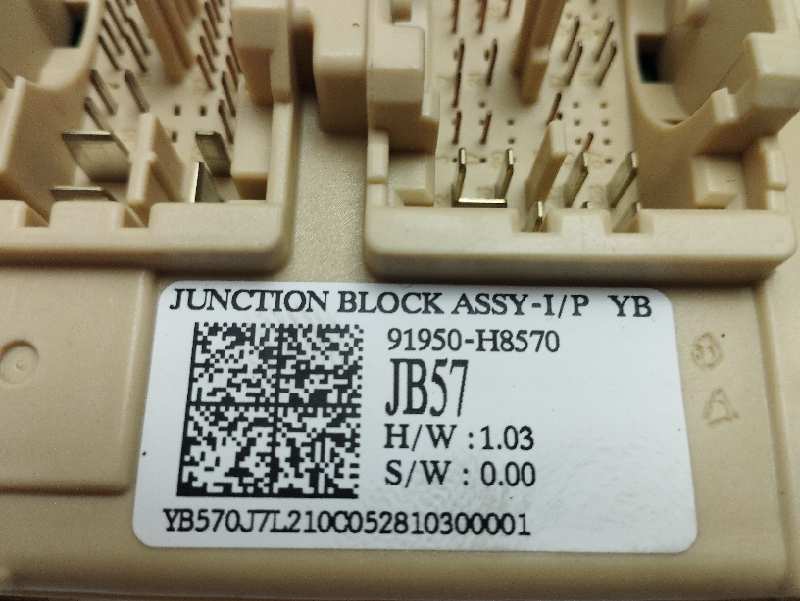 JUNCTION BLOCK ASSY-I/P YB
91950-H8570
JB57
H/W : 1.03
S/W : 0.00
YB570J7L210C052810300001